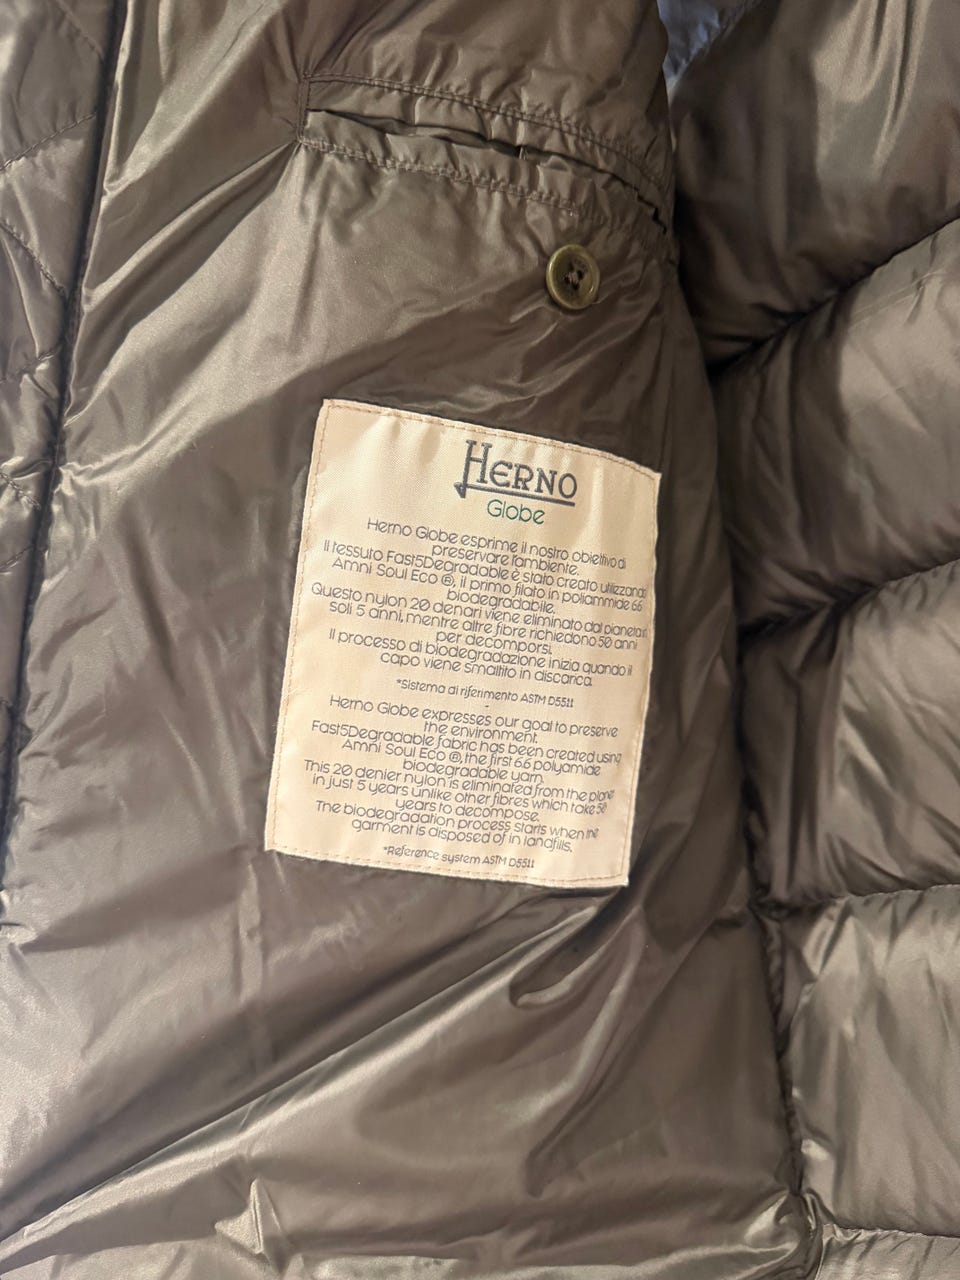 HERNO
Globe
Herno Globe esprime il nostro obiettivo di
preservare l'ambiente.
Il tessuto Fast5Degradable è stato creato utilizzando
Amni Soul Eco ®, il primo filato in poliammide 6.6
biodegradabile.
Questo nylon 20 denari viene eliminato dal pianeta in
soli 5 anni, mentre altre fibre richiedono 50 anni
per decomporsi.
Il processo di biodegradazione inizia quando il
capo viene smaltito in discarica.
*Sistema di riferimento ASTM D5511
-
Herno Globe expresses our goal to preserve
the environment.
Fast5Degradable fabric has been created using
Amni Soul Eco ®, the first 6.6 polyamide
biodegradable yarn.
This 20 denier nylon is eliminated from the planet
in just 5 years unlike other fibres which take 50
years to decompose.
The biodegradation process starts when the
garment is disposed of in landfills.
*Reference system ASTM D5511